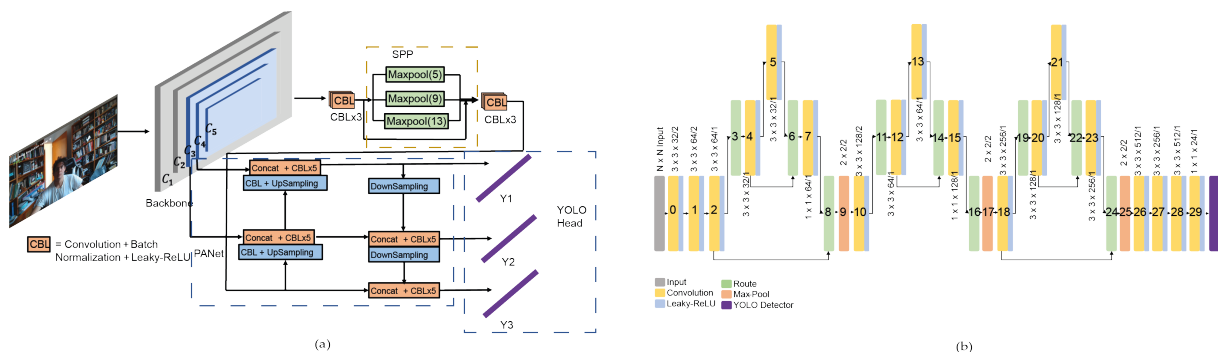 SPP
Maxpool(5)
Maxpool(9)
Maxpool(13)
CBL
CBLx3
CBL
CBLx3
C5
C4
C3
C2
C1
Backbone
Concat + CBLx5
CBL + UpSampling
DownSampling
Y1
YOLO
Head
CBL
= Convolution + Batch
Normalization + Leaky-ReLU
PANet
Concat + CBLx5
CBL + UpSampling
Concat + CBLx5
DownSampling
Y2
Concat + CBLx5
Y3
(a)
N x N Input
0
3 x 3 x 32/2
1
3 x 3 x 64/2
2
3 x 3 x 64/1
3
4
3 x 3 x 32/1
5
3 x 3 x 32/1
6
7
1 x 1 x 64/1
8
9
2 x 2/2
10
3 x 3 x 128/2
11
12
3 x 3 x 64/1
13
3 x 3 x 64/1
14
15
1 x 1 x 128/1
16
17
2 x 2/2
18
3 x 3 x 256/1
19
20
3 x 3 x 128/1
21
3 x 3 x 128/1
22
23
3 x 3 x 256/1
24
25
2 x 2/2
26
3 x 3 x 512/1
27
3 x 3 x 256/1
28
3 x 3 x 512/1
29
1 x 1 x 24/1
Input
Convolution
Leaky-ReLU
Route
Max-Pool
YOLO Detector
(b)